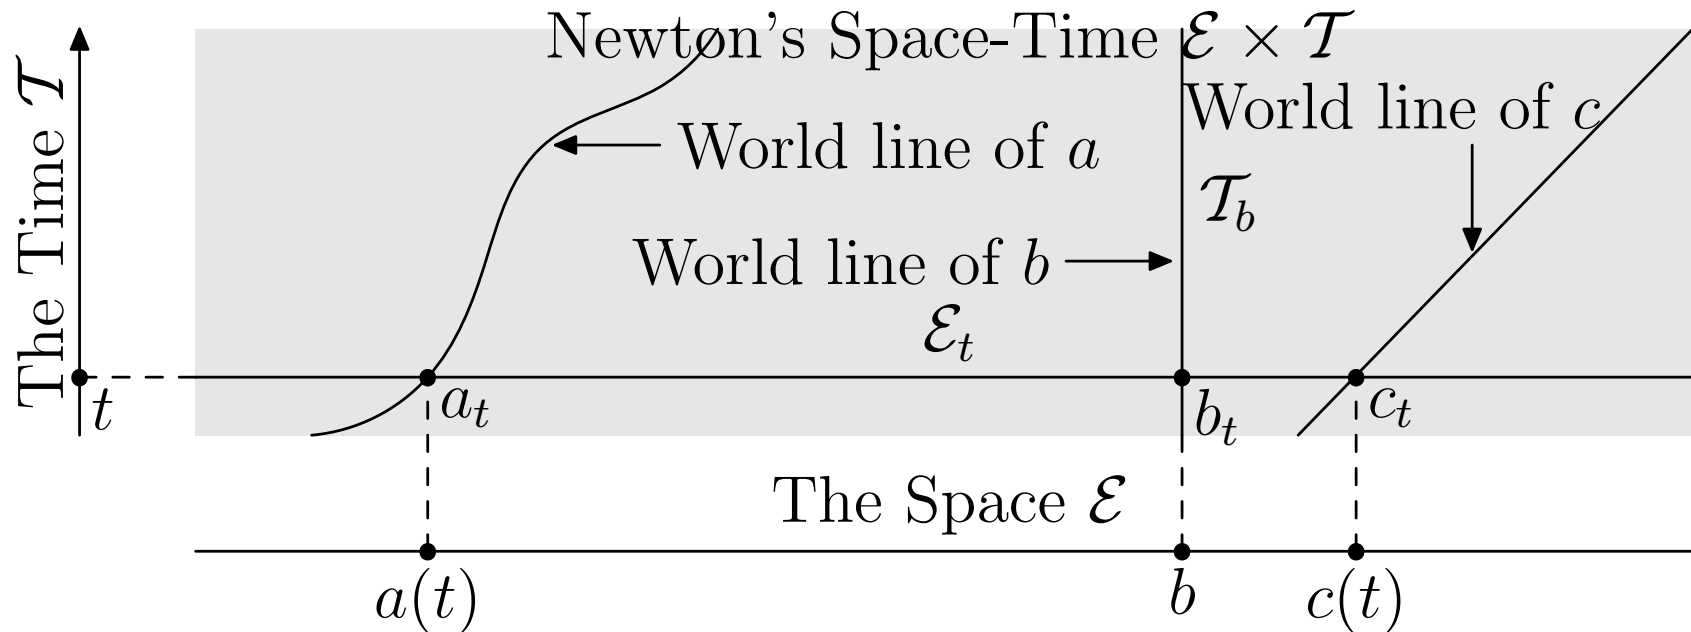 Newton's Space-Time ℰ × 𝒯
The Time 𝒯
World line of c
World line of a
𝒯_b
World line of b
ℰ_t
t
a_t
b_t
c_t
The Space ℰ
a(t)
b
c(t)